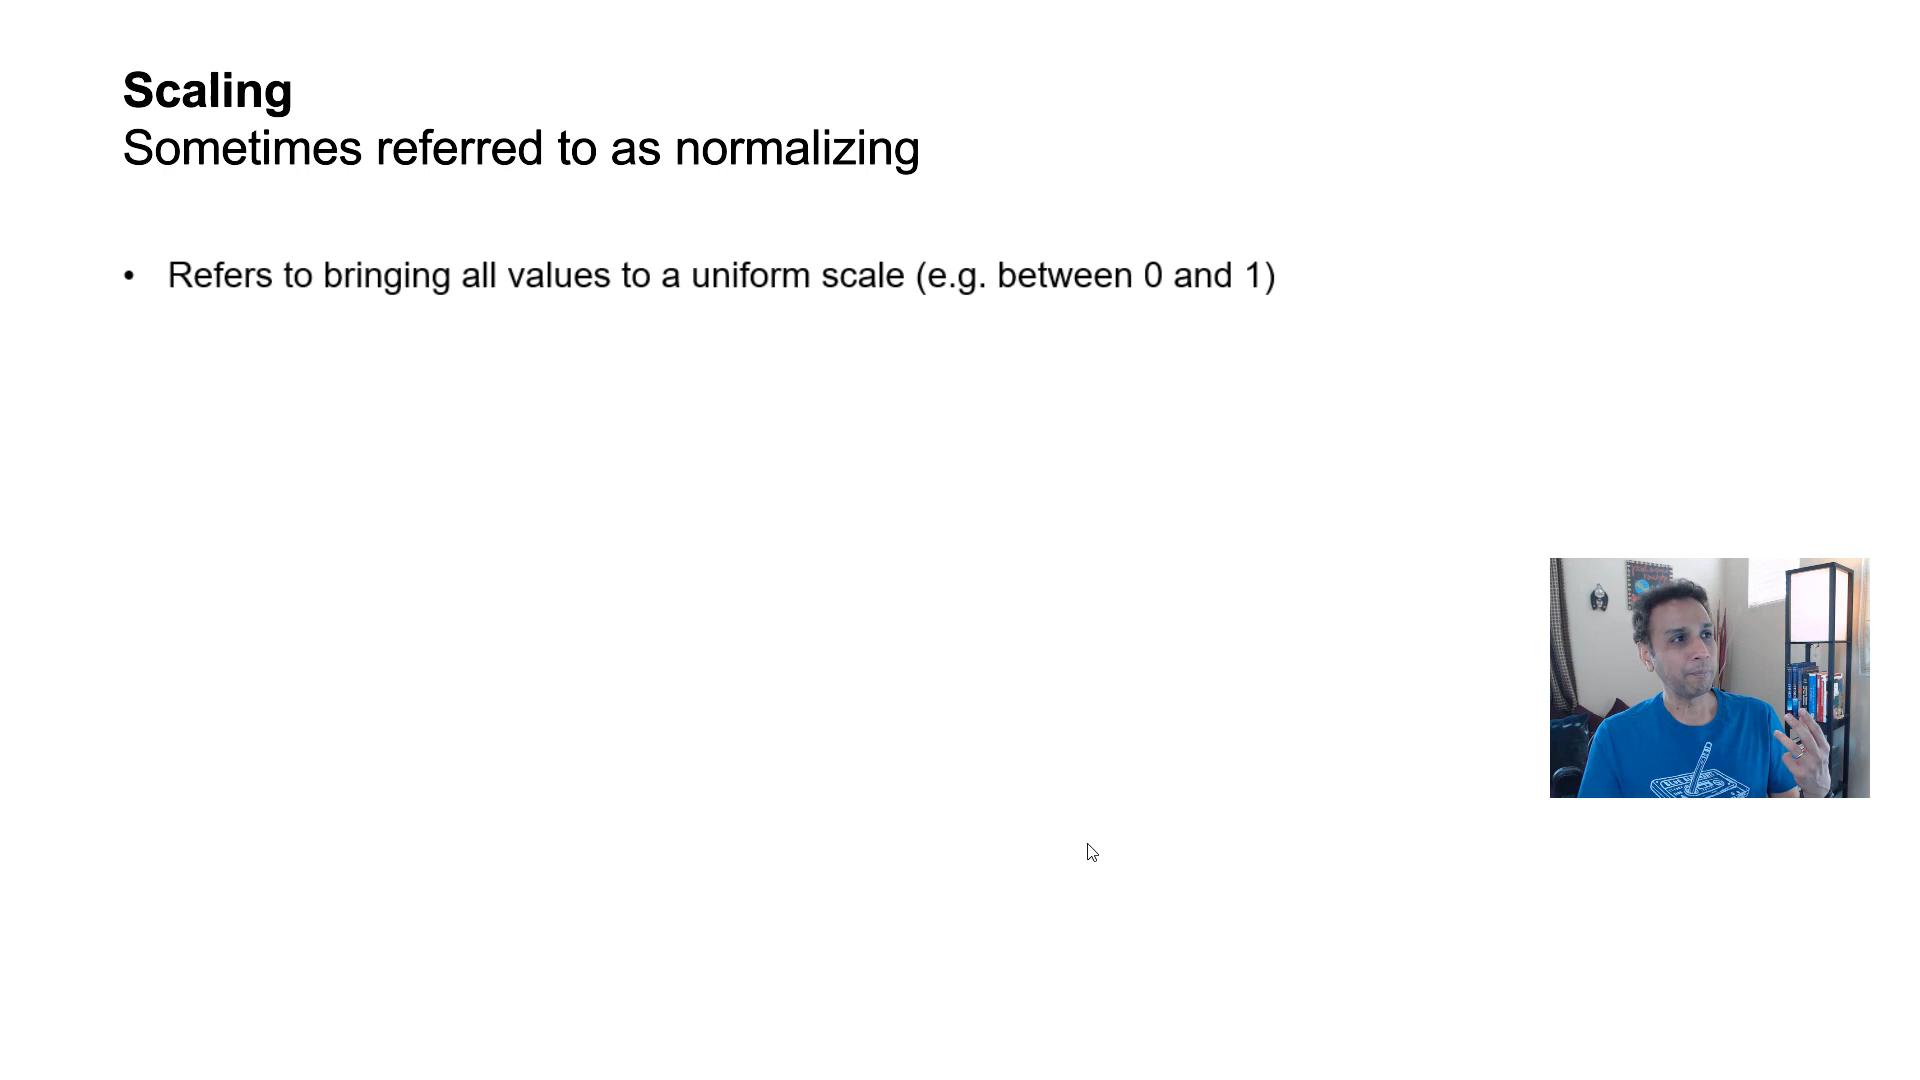 Scaling
Sometimes referred to as normalizing
• Refers to bringing all values to a uniform scale (e.g. between 0 and 1)